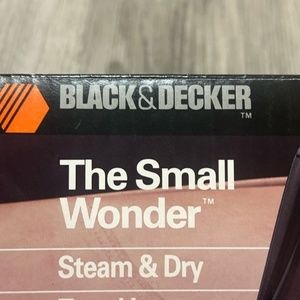 BLACK&DECKER
TM
The Small
Wonder™
Steam & Dry